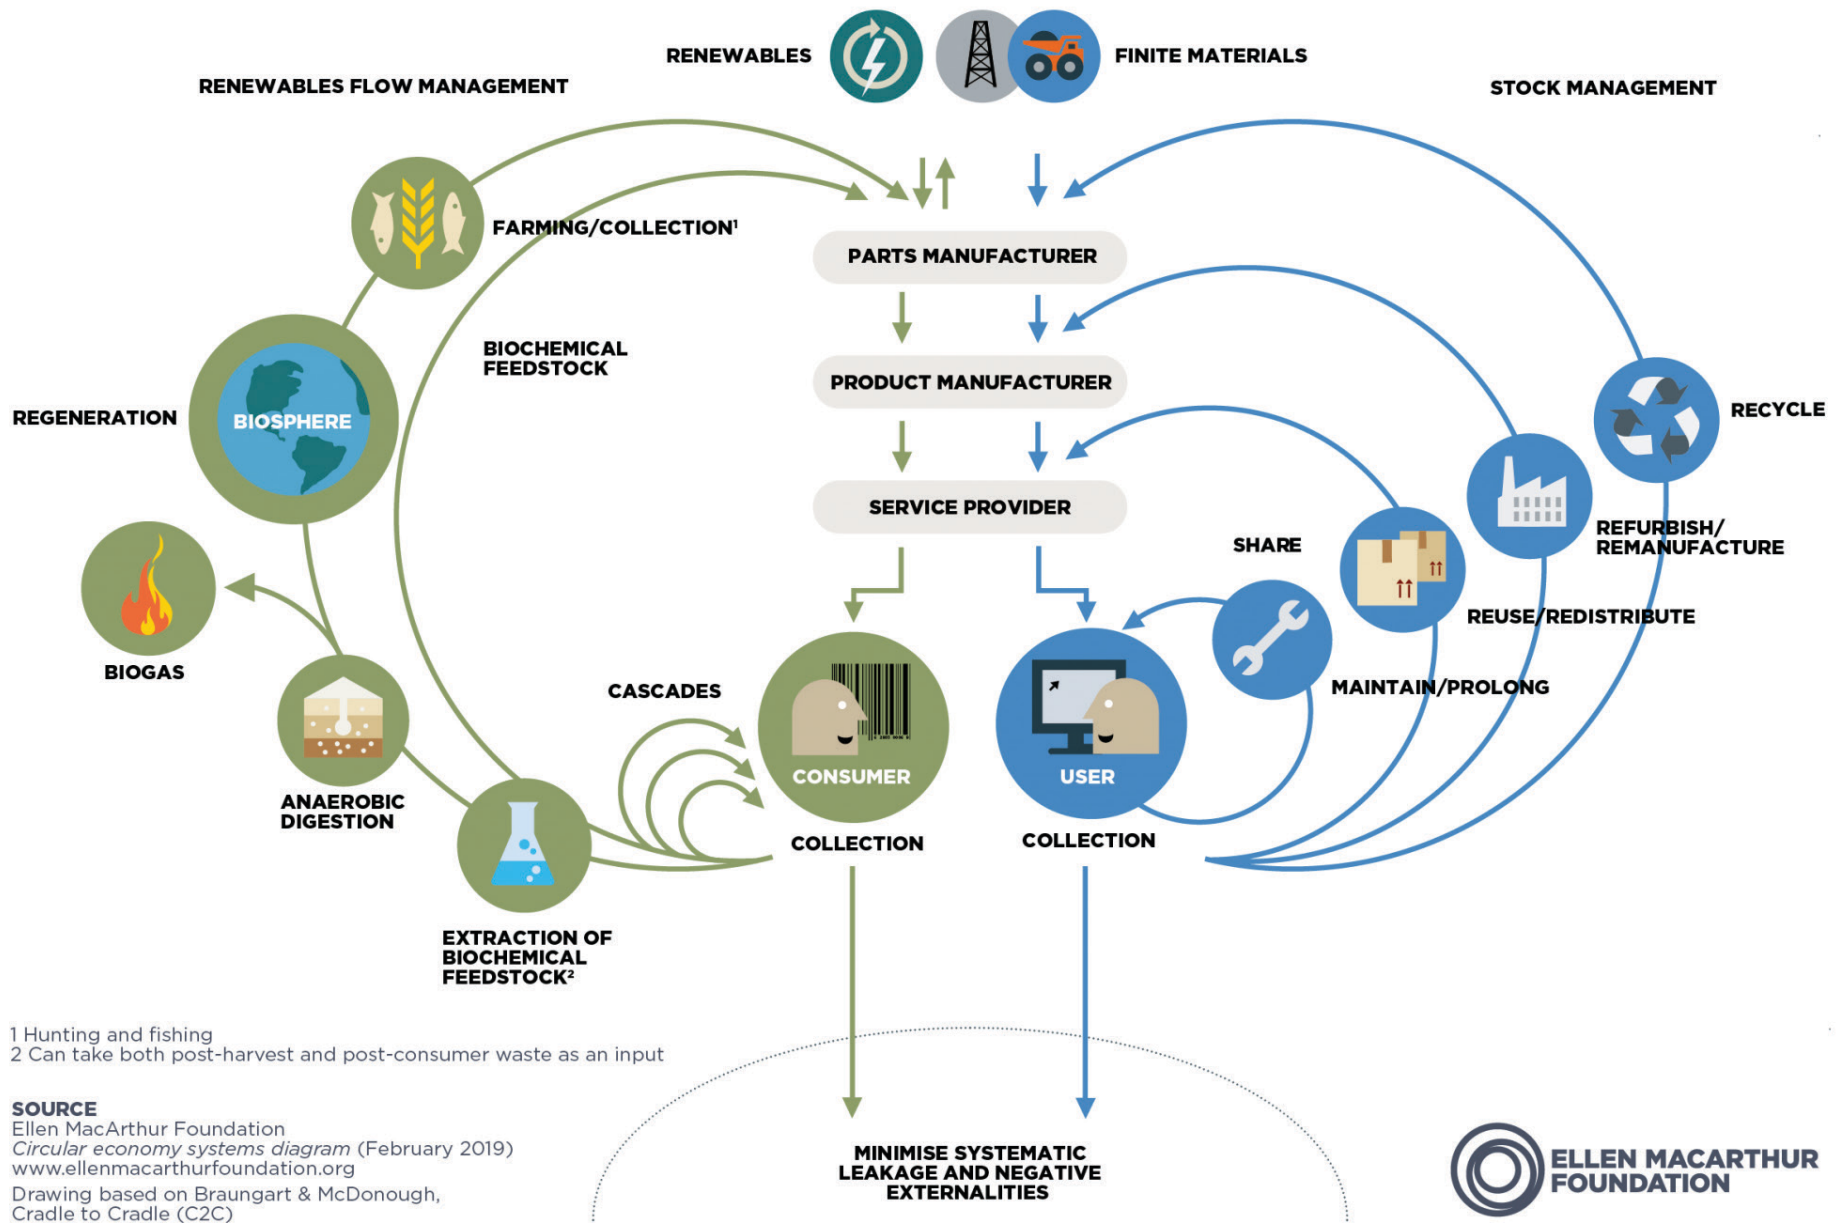 RENEWABLES
FINITE MATERIALS
RENEWABLES FLOW MANAGEMENT
STOCK MANAGEMENT
FARMING/COLLECTION¹
PARTS MANUFACTURER
BIOCHEMICAL
FEEDSTOCK
PRODUCT MANUFACTURER
REGENERATION
BIOSPHERE
RECYCLE
SERVICE PROVIDER
SHARE
REFURBISH/
REMANUFACTURE
REUSE/REDISTRIBUTE
BIOGAS
CASCADES
MAINTAIN/PROLONG
CONSUMER
USER
ANAEROBIC
DIGESTION
COLLECTION
COLLECTION
EXTRACTION OF
BIOCHEMICAL
FEEDSTOCK²
1 Hunting and fishing
2 Can take both post-harvest and post-consumer waste as an input
SOURCE
Ellen MacArthur Foundation
Circular economy systems diagram (February 2019)
www.ellenmacarthurfoundation.org
Drawing based on Braungart & McDonough,
Cradle to Cradle (C2C)
MINIMISE SYSTEMATIC
LEAKAGE AND NEGATIVE
EXTERNALITIES
ELLEN MACARTHUR
FOUNDATION